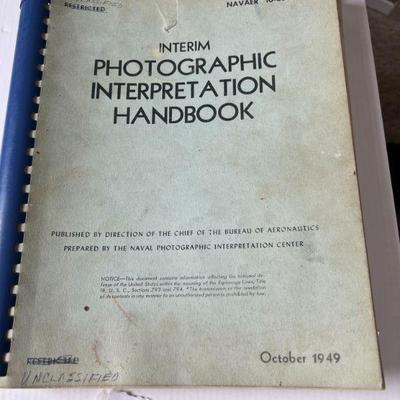 UNCLASSIFIED
RESTRICTED
NAVAER
INTERIM
PHOTOGRAPHIC
INTERPRETATION
HANDBOOK
PUBLISHED BY DIRECTION OF THE CHIEF OF THE BUREAU OF AERONAUTICS
PREPARED BY THE NAVAL PHOTOGRAPHIC INTERPRETATION CENTER
NOTICE—This document contains information affecting the national de-
fense of the United States within the meaning of the Espionage Laws, Title
18, U. S. C., Sections 793 and 794. The transmission or the revelation
of its contents in any manner to an unauthorized person is prohibited by law.
RESTRICTED
UNCLASSIFIED
October 1949